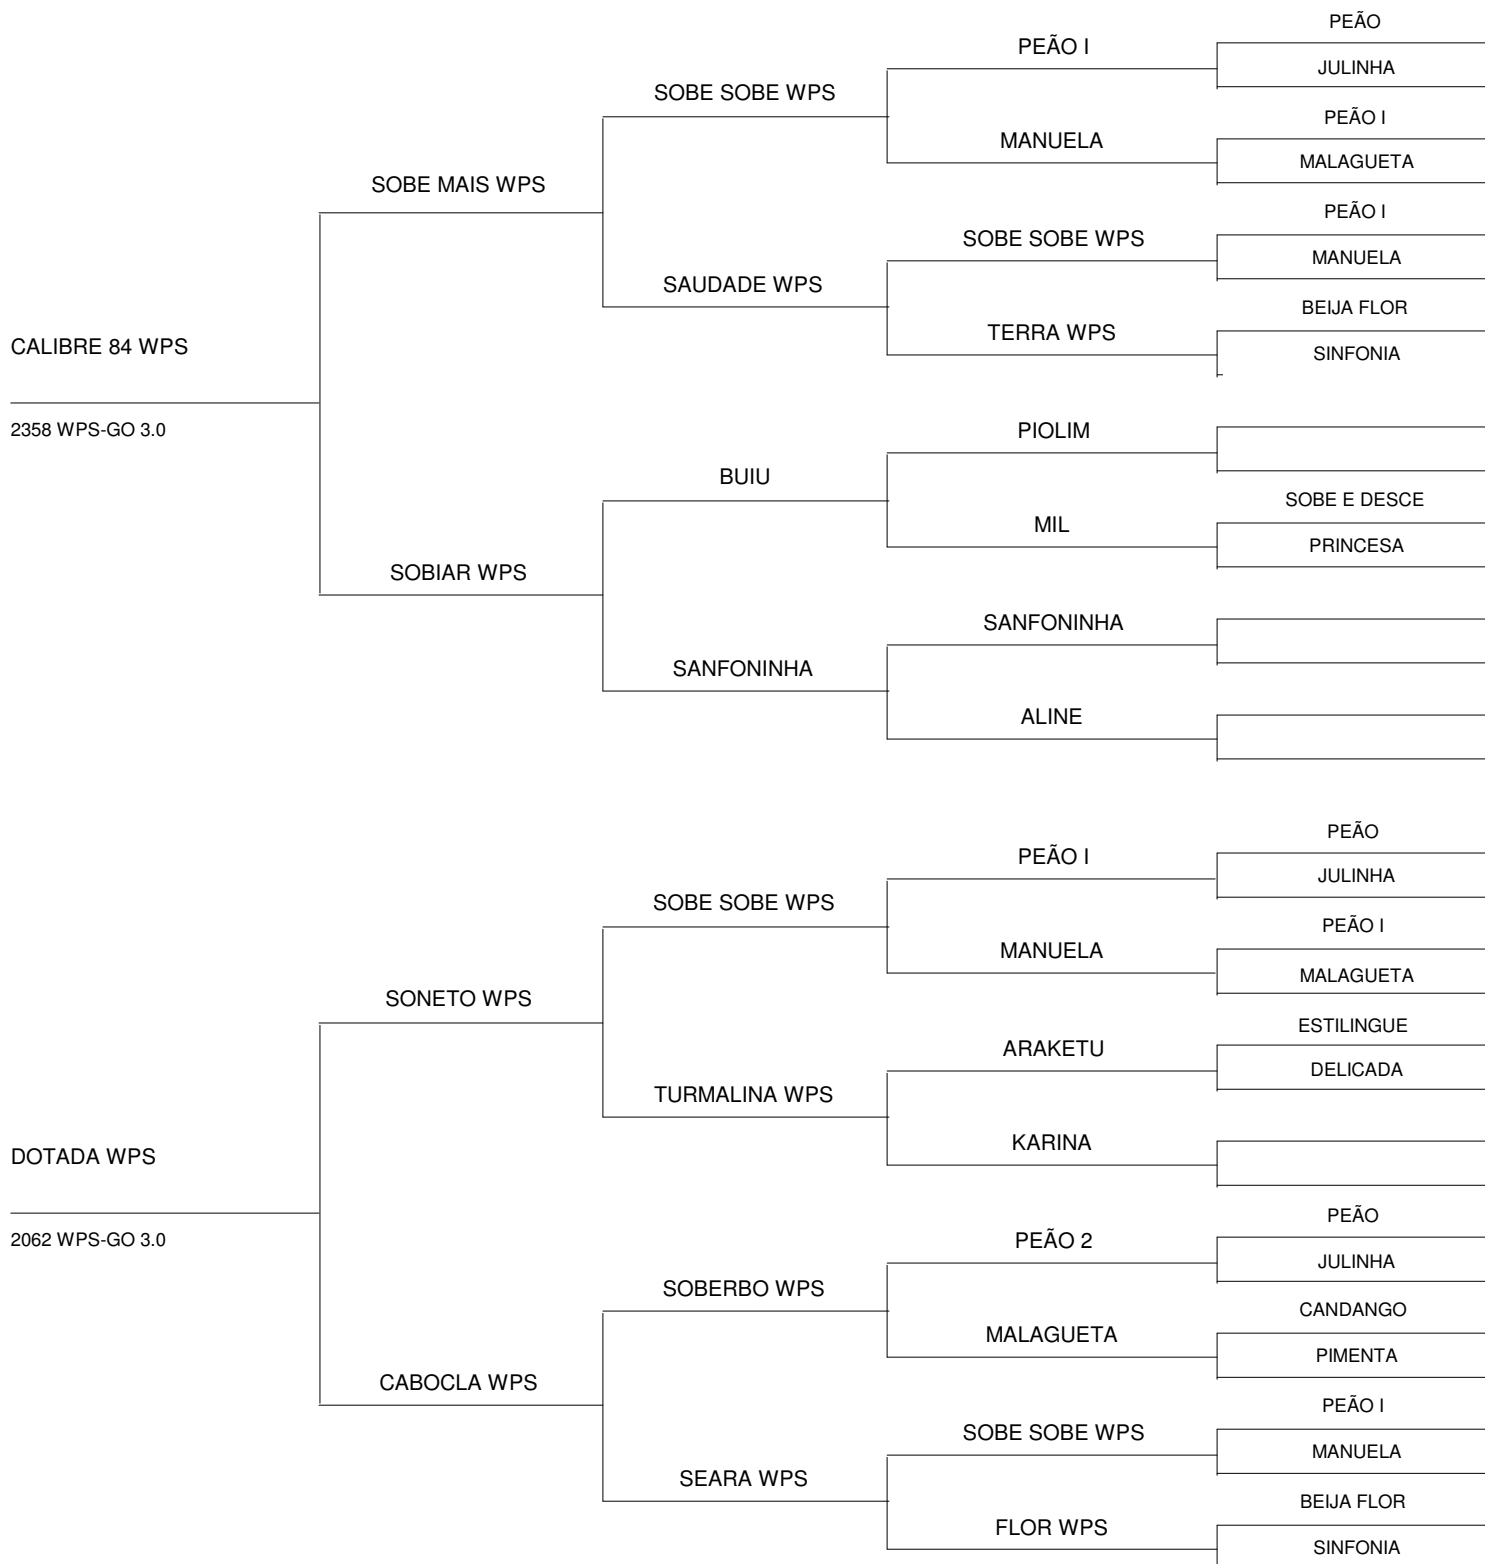 PEÃO
PEÃO I
JULINHA
SOBE SOBE WPS
PEÃO I
MANUELA
MALAGUETA
SOBE MAIS WPS
PEÃO I
SOBE SOBE WPS
MANUELA
SAUDADE WPS
BEIJA FLOR
TERRA WPS
SINFONIA
CALIBRE 84 WPS
2358 WPS-GO 3.0
PIOLIM
BUIU
SOBE E DESCE
MIL
PRINCESA
SOBIAR WPS
SANFONINHA
SANFONINHA
ALINE
PEÃO
PEÃO I
JULINHA
SOBE SOBE WPS
PEÃO I
MANUELA
MALAGUETA
SONETO WPS
ESTILINGUE
ARAKETU
DELICADA
TURMALINA WPS
KARINA
DOTADA WPS
2062 WPS-GO 3.0
PEÃO
PEÃO 2
JULINHA
SOBERBO WPS
CANDANGO
MALAGUETA
PIMENTA
CABOCLA WPS
PEÃO I
SOBE SOBE WPS
MANUELA
SEARA WPS
BEIJA FLOR
FLOR WPS
SINFONIA